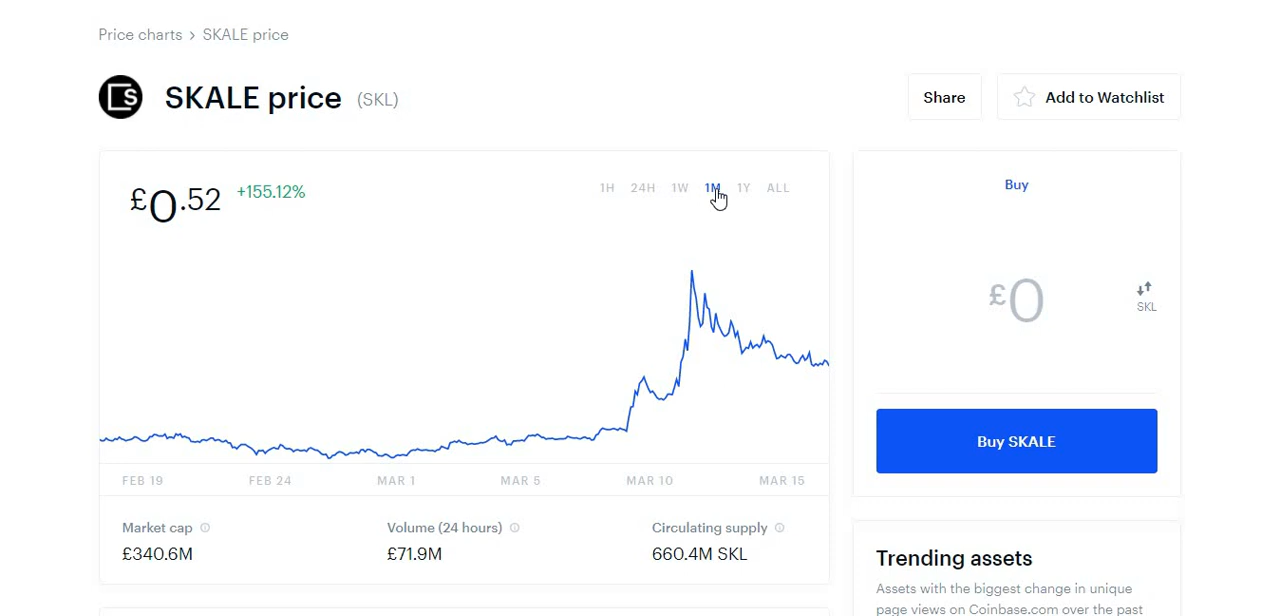 Price charts › SKALE price
SKALE price (SKL)
Share
Add to Watchlist
£0.52 +155.12%
1H 24H 1W 1M 1Y ALL
FEB 19 FEB 24 MAR 1 MAR 5 MAR 10 MAR 15
Market cap
£340.6M
Volume (24 hours)
£71.9M
Circulating supply
660.4M SKL
Buy
£0
SKL
Buy SKALE
Trending assets
Assets with the biggest change in unique
page views on Coinbase.com over the past